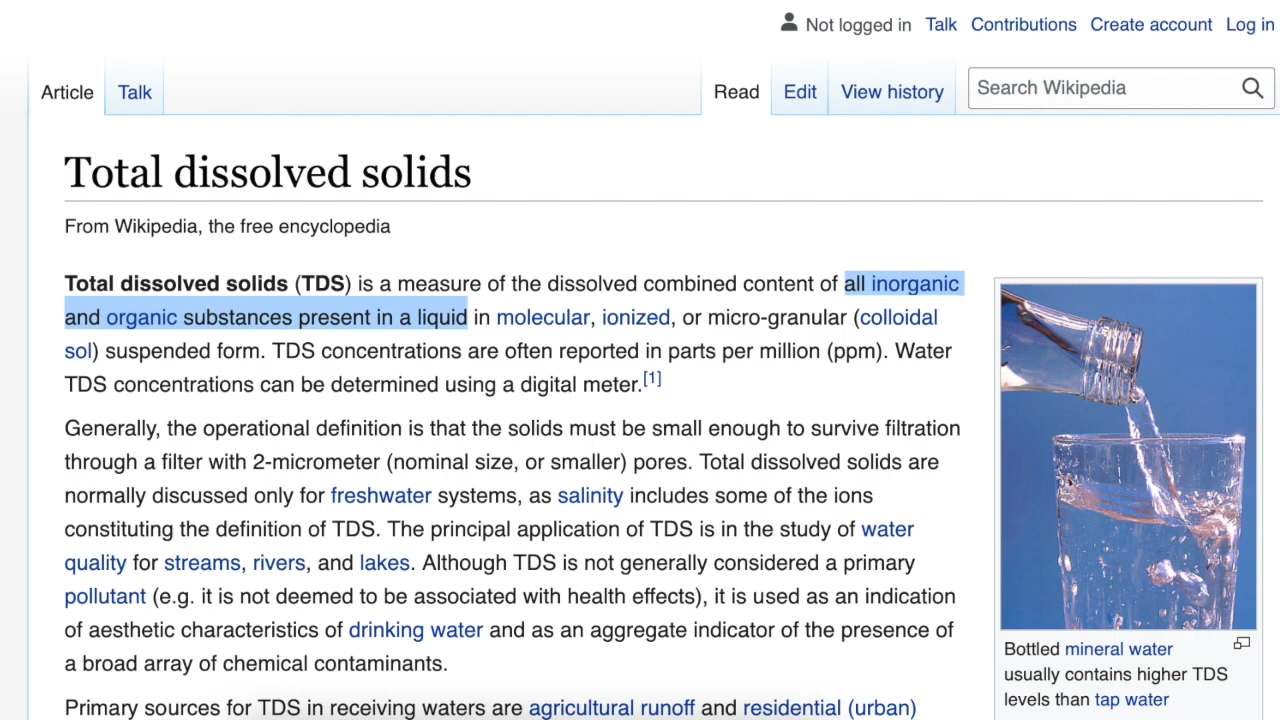 Not logged in Talk Contributions Create account Log in
Article Talk Read Edit View history Search Wikipedia
Total dissolved solids
From Wikipedia, the free encyclopedia
Total dissolved solids (TDS) is a measure of the dissolved combined content of all inorganic
and organic substances present in a liquid in molecular, ionized, or micro-granular (colloidal
sol) suspended form. TDS concentrations are often reported in parts per million (ppm). Water
TDS concentrations can be determined using a digital meter.[1]
Generally, the operational definition is that the solids must be small enough to survive filtration
through a filter with 2-micrometer (nominal size, or smaller) pores. Total dissolved solids are
normally discussed only for freshwater systems, as salinity includes some of the ions
constituting the definition of TDS. The principal application of TDS is in the study of water
quality for streams, rivers, and lakes. Although TDS is not generally considered a primary
pollutant (e.g. it is not deemed to be associated with health effects), it is used as an indication
of aesthetic characteristics of drinking water and as an aggregate indicator of the presence of
a broad array of chemical contaminants.
Primary sources for TDS in receiving waters are agricultural runoff and residential (urban)
Bottled mineral water
usually contains higher TDS
levels than tap water